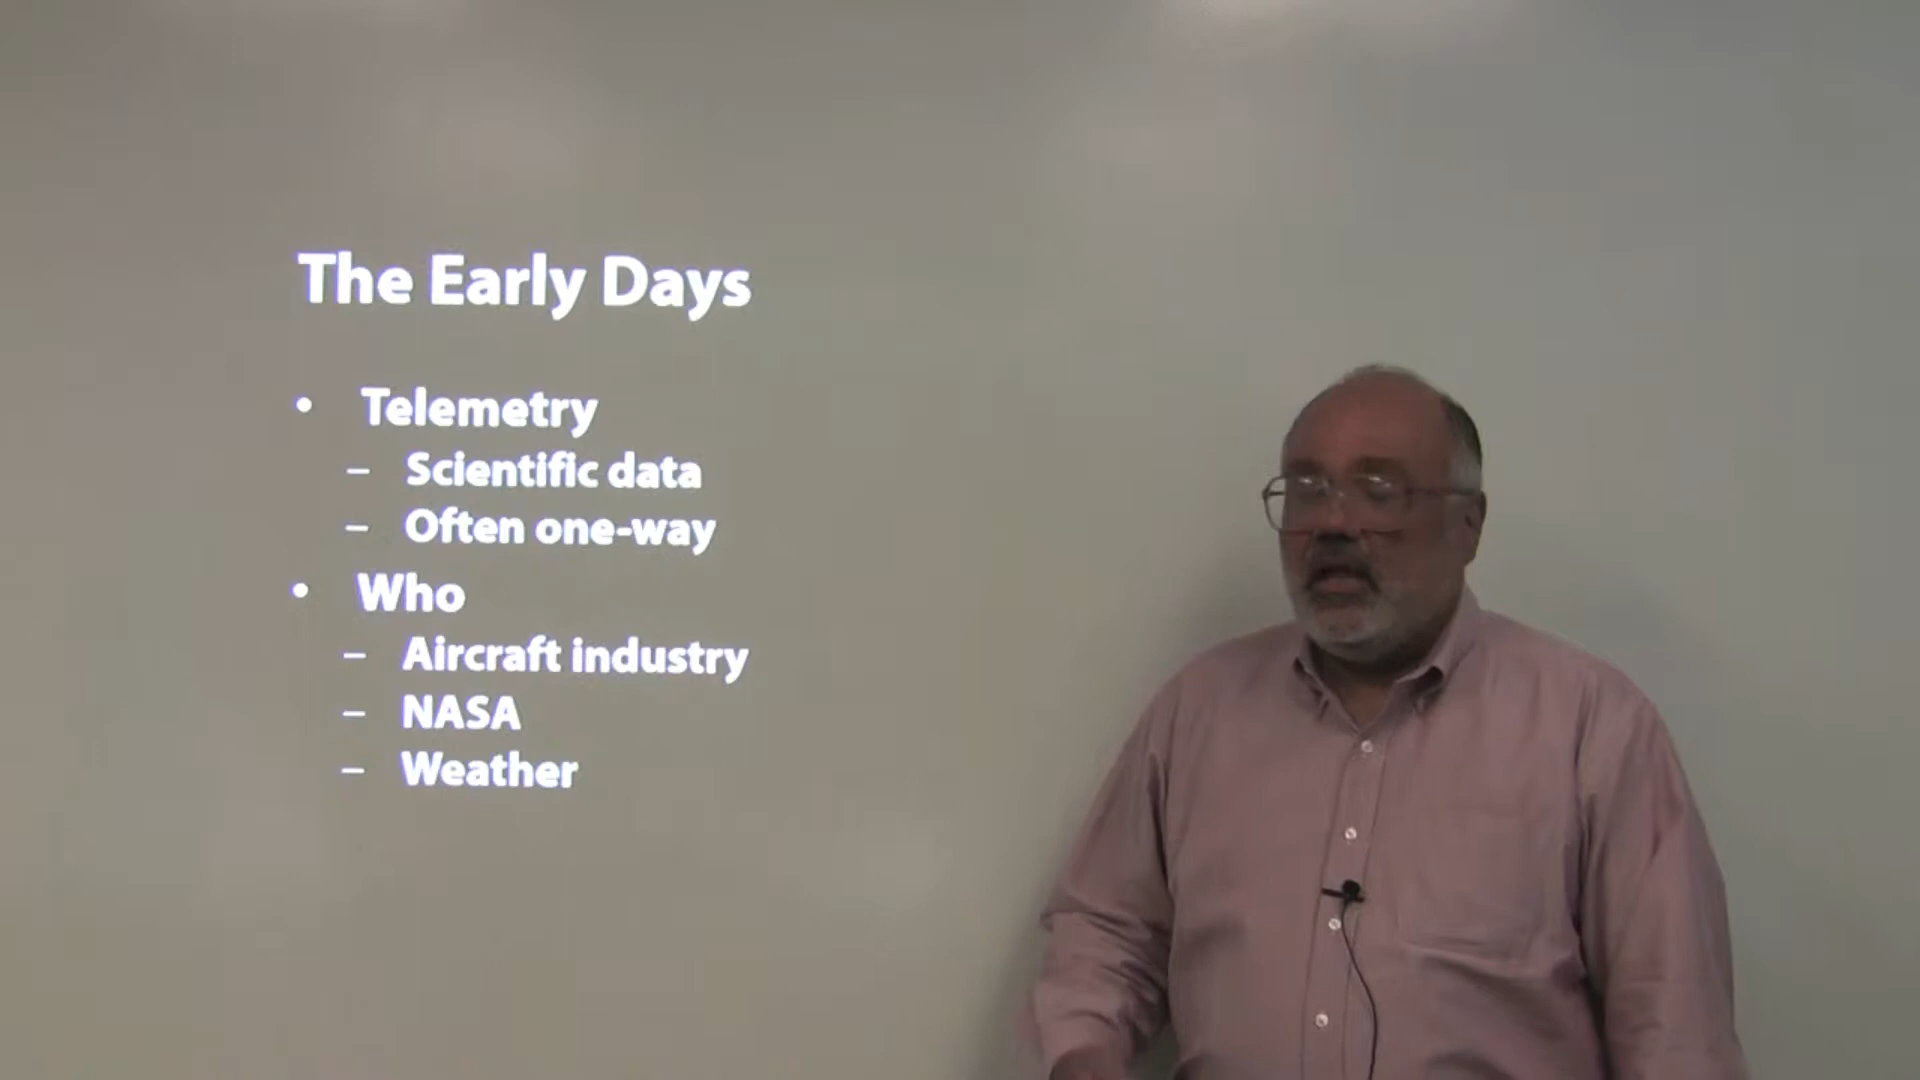 The Early Days
• Telemetry
– Scientific data
– Often one-way
• Who
– Aircraft industry
– NASA
– Weather